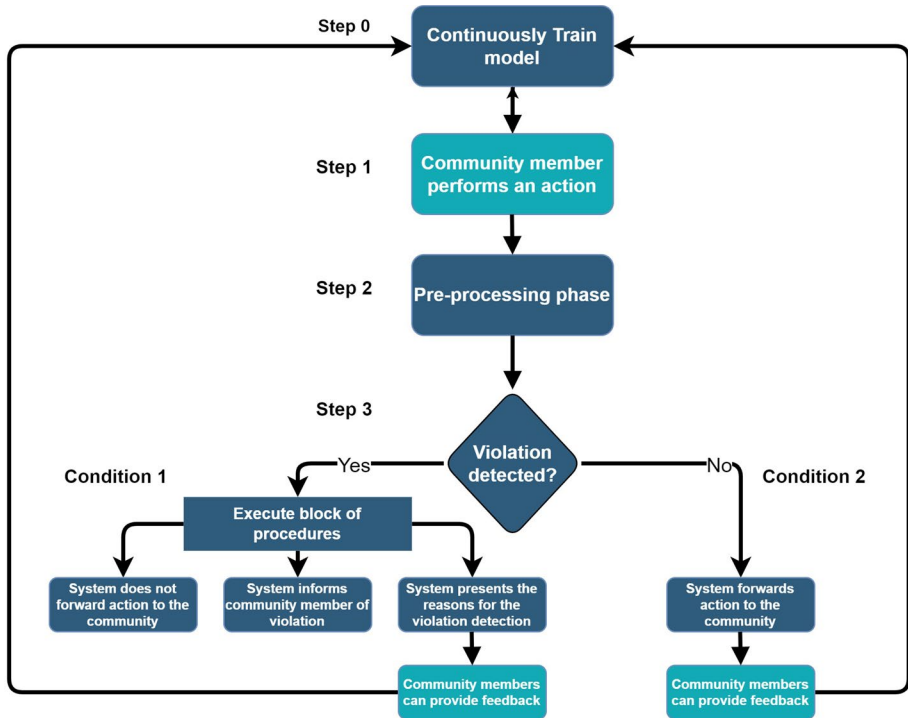 Step 0
Continuously Train
model
Step 1
Community member
performs an action
Step 2
Pre-processing phase
Step 3
Violation
detected?
Yes
No
Condition 1
Condition 2
Execute block of
procedures
System does not
forward action to the
community
System informs
community member of
violation
System presents the
reasons for the
violation detection
System forwards
action to the
community
Community members
can provide feedback
Community members
can provide feedback